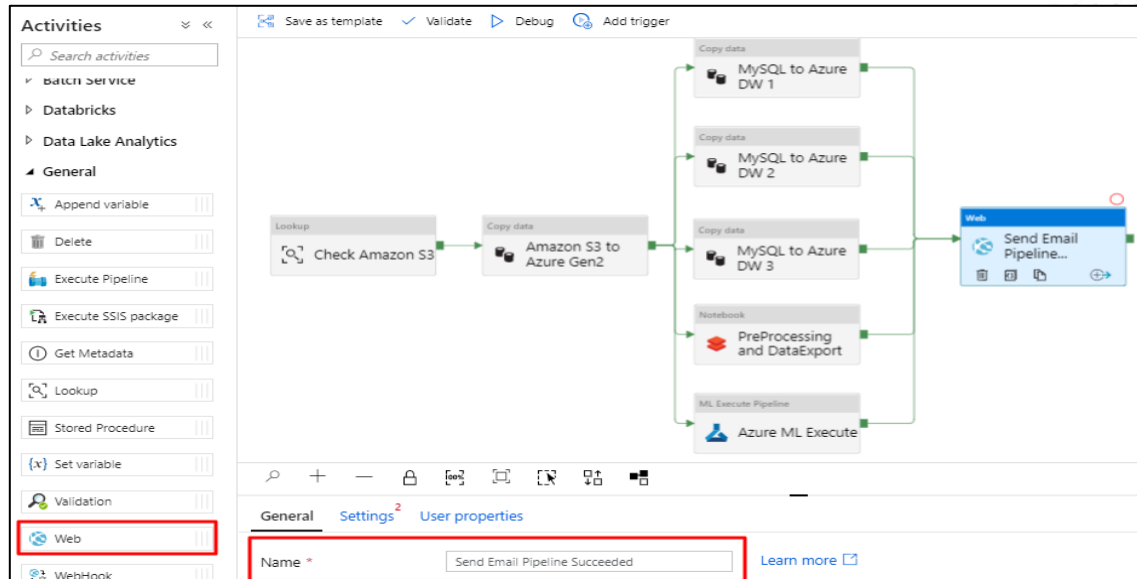 Activities
Search activities
Batch Service
Databricks
Data Lake Analytics
General
Append variable
Delete
Execute Pipeline
Execute SSIS package
Get Metadata
Lookup
Stored Procedure
{x} Set variable
Validation
Web
WebHook
Save as template
Validate
Debug
Add trigger
Lookup
Check Amazon S3
Copy data
Amazon S3 to
Azure Gen2
Copy data
MySQL to Azure
DW 1
Copy data
MySQL to Azure
DW 2
Copy data
MySQL to Azure
DW 3
Notebook
PreProcessing
and DataExport
ML Execute Pipeline
Azure ML Execute
Web
Send Email
Pipeline...
General
Settings 2
User properties
Name *
Send Email Pipeline Succeeded
Learn more